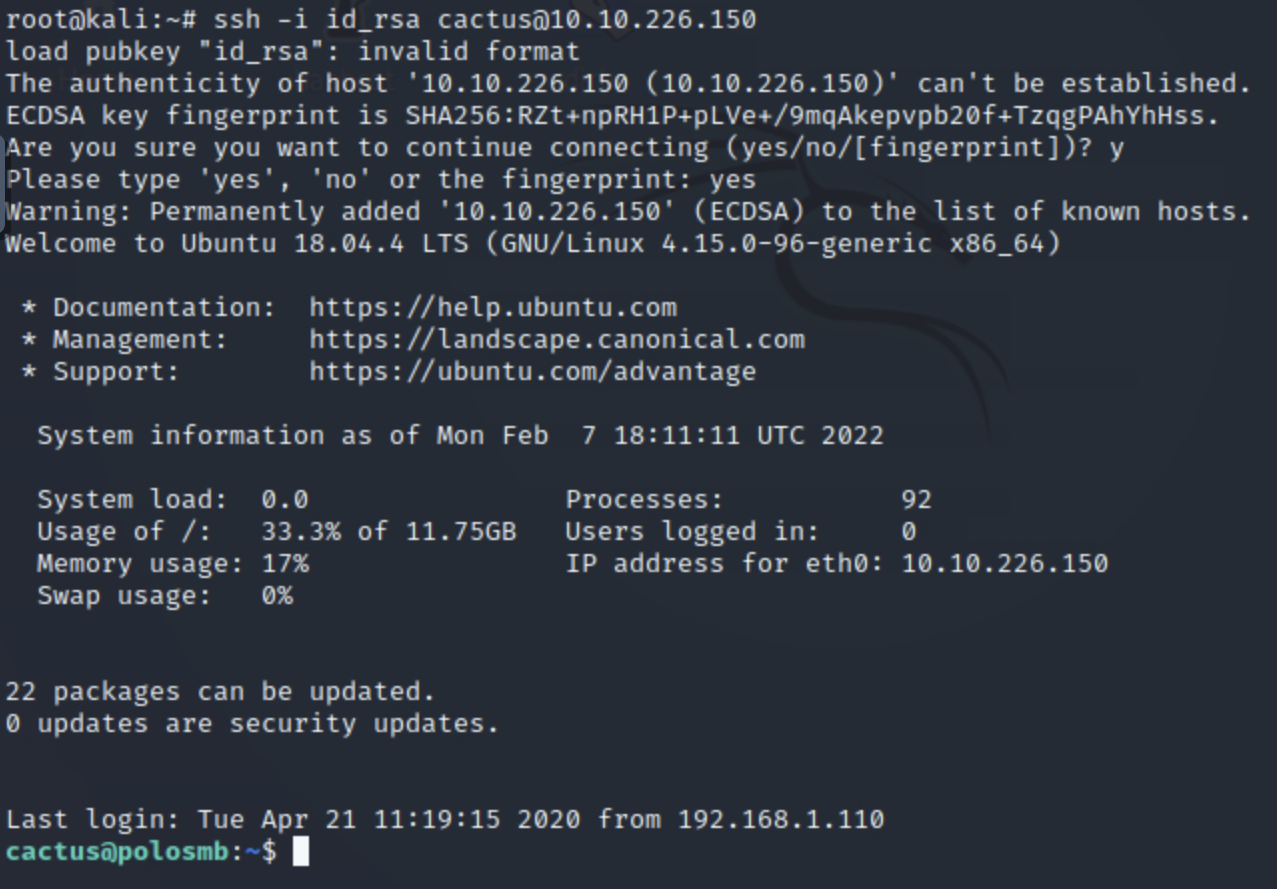 root@kali:~# ssh -i id_rsa cactus@10.10.226.150
load pubkey "id_rsa": invalid format
The authenticity of host '10.10.226.150 (10.10.226.150)' can't be established.
ECDSA key fingerprint is SHA256:RZt+npRH1P+pLVe+/9mqAkepvpb20f+TzqgPAhYhHss.
Are you sure you want to continue connecting (yes/no/[fingerprint])? y
Please type 'yes', 'no' or the fingerprint: yes
Warning: Permanently added '10.10.226.150' (ECDSA) to the list of known hosts.
Welcome to Ubuntu 18.04.4 LTS (GNU/Linux 4.15.0-96-generic x86_64)
 * Documentation:  https://help.ubuntu.com
 * Management:     https://landscape.canonical.com
 * Support:        https://ubuntu.com/advantage
  System information as of Mon Feb  7 18:11:11 UTC 2022
  System load:  0.0                Processes:           92
  Usage of /:   33.3% of 11.75GB   Users logged in:     0
  Memory usage: 17%                IP address for eth0: 10.10.226.150
  Swap usage:   0%
22 packages can be updated.
0 updates are security updates.
Last login: Tue Apr 21 11:19:15 2020 from 192.168.1.110
cactus@polosmb:~$